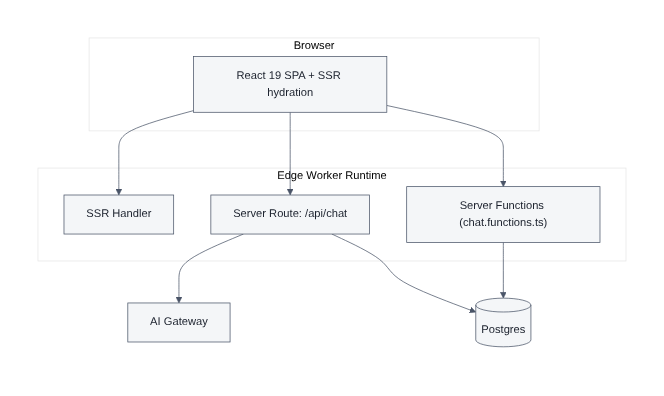 Browser
React 19 SPA + SSR
hydration
Edge Worker Runtime
SSR Handler
Server Route: /api/chat
Server Functions
(chat.functions.ts)
AI Gateway
Postgres